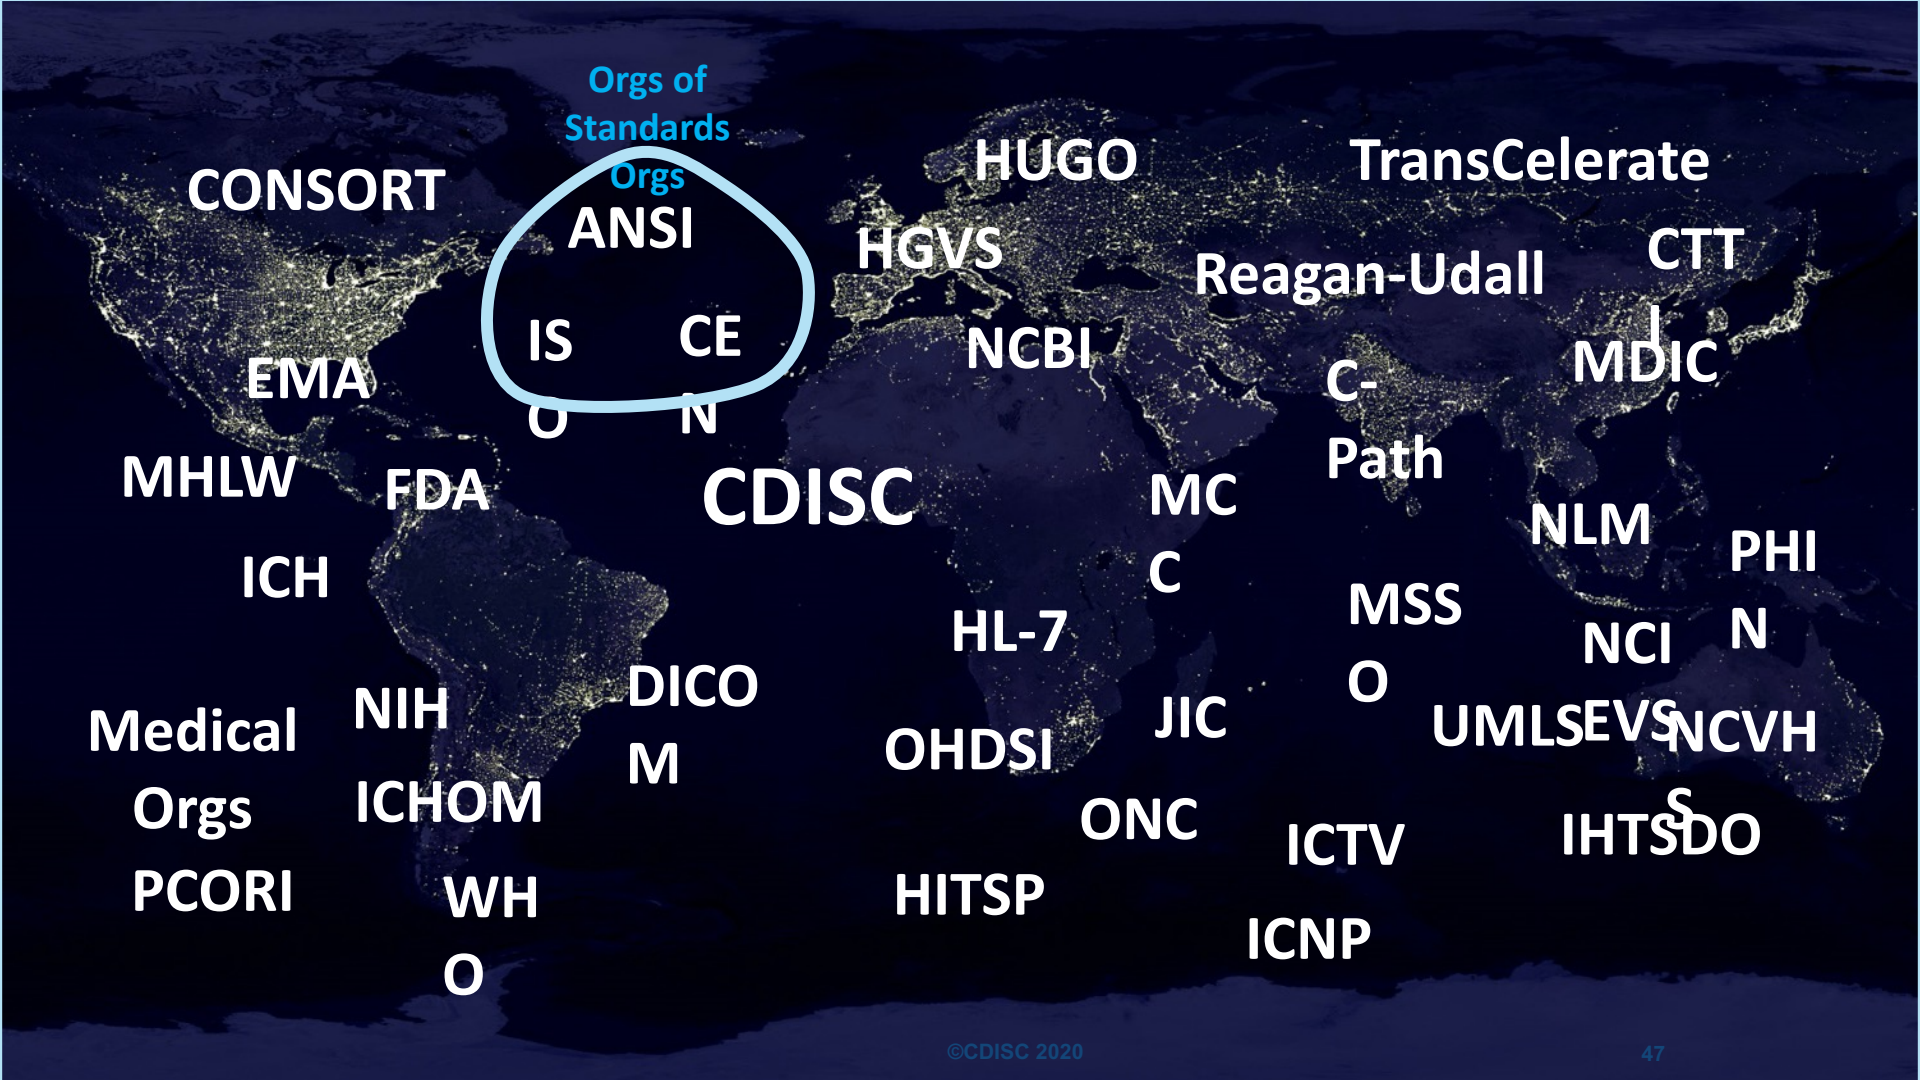 Orgs of
Standards
Orgs
CONSORT
ANSI
HUGO
TransCelerate
HGVS
Reagan-Udall
CTT
I
IS
O
CE
N
NCBI
MDIC
EMA
C-
Path
MHLW
FDA
CDISC
MC
C
NLM
PHI
N
ICH
HL-7
MSS
O
NCI
EVS
Medical
Orgs
NIH
DICO
M
OHDSI
JIC
UMLS
NCVH
S
ICHOM
ONC
ICTV
IHTSDO
PCORI
WH
O
HITSP
ICNP
©CDISC 2020
47